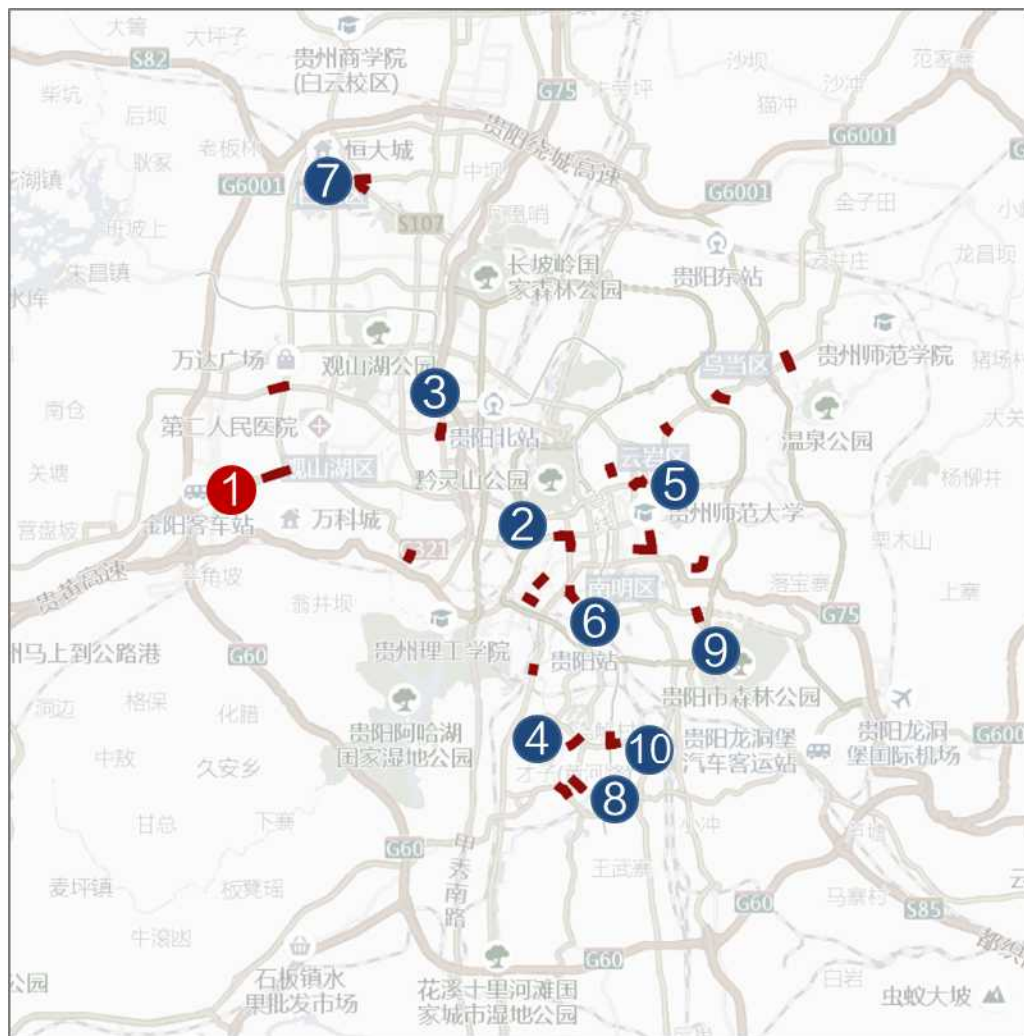 大箐
大坪子
S82
贵州商学院
(白云校区)
G75
沙坝
沙冲
范家寨
柴坑
后坝
猫冲
G6001
老板林
恒大城
贵阳绕城高速
耿家
中坝
花湖镇
G6001
7
G6001
金子田
S107
朱昌镇
长坡岭国
家森林公园
贵阳东站
龙昌坝
水库
万达广场
观山湖公园
乌当区
贵州师范学院
猪场村
南仓
3
第二人民医院
贵阳北站
云岩区
温泉公园
大关
关塘
观山湖区
黔灵山公园
1
5
杨柳井
营盘坡
金阳客车站
万科城
2
贵州师范大学
栗木山
G321
贵黄高速
翁井坝
南明区
落宝寨
上寨
6
G75
州马上到公路港
G60
贵州理工学院
贵阳站
9
洞边
格保
化腊
贵阳阿哈湖
国家湿地公园
贵阳市森林公园
4
10
贵阳龙洞堡
汽车客运站
贵阳龙洞
堡国际机场
G600
中敖
久安乡
8
甘总
下寨
小冲
G60
甲秀南路
王武寨
麦坪镇
板凳瑶
马寨村
G60
S85
牛滚凼
都织
石板镇水
果批发市场
G60
公园
花溪十里河滩国
家城市湿地公园
白岩
虫蚁大坡